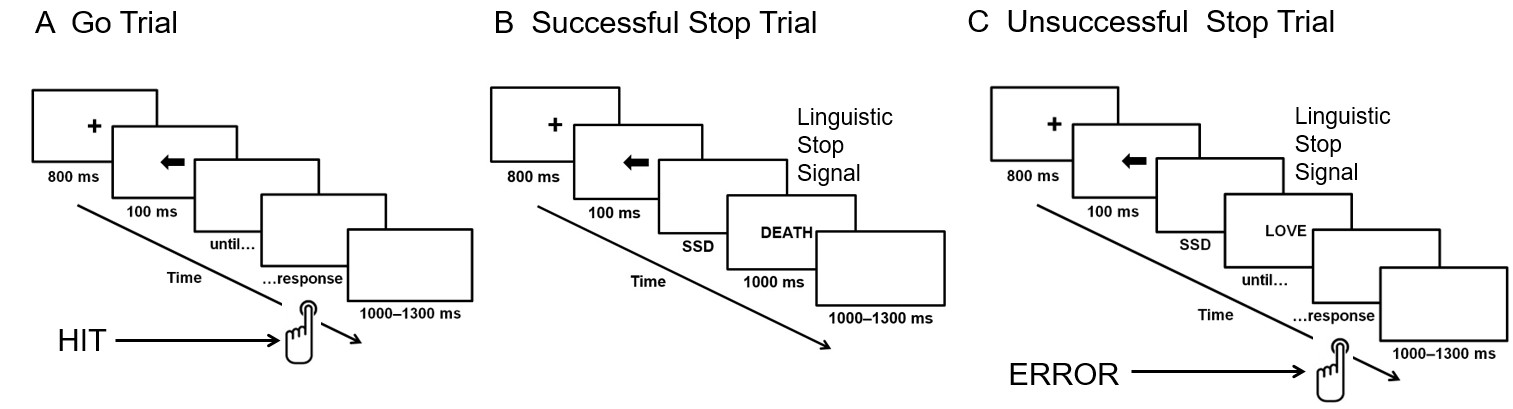 A  Go Trial
+
800 ms
100 ms
until…
…response
1000–1300 ms
Time
HIT
B  Successful Stop Trial
+
800 ms
100 ms
SSD
Linguistic
Stop
Signal
DEATH
1000 ms
1000–1300 ms
Time
C  Unsuccessful  Stop Trial
+
800 ms
100 ms
SSD
Linguistic
Stop
Signal
LOVE
until…
…response
1000–1300 ms
Time
ERROR